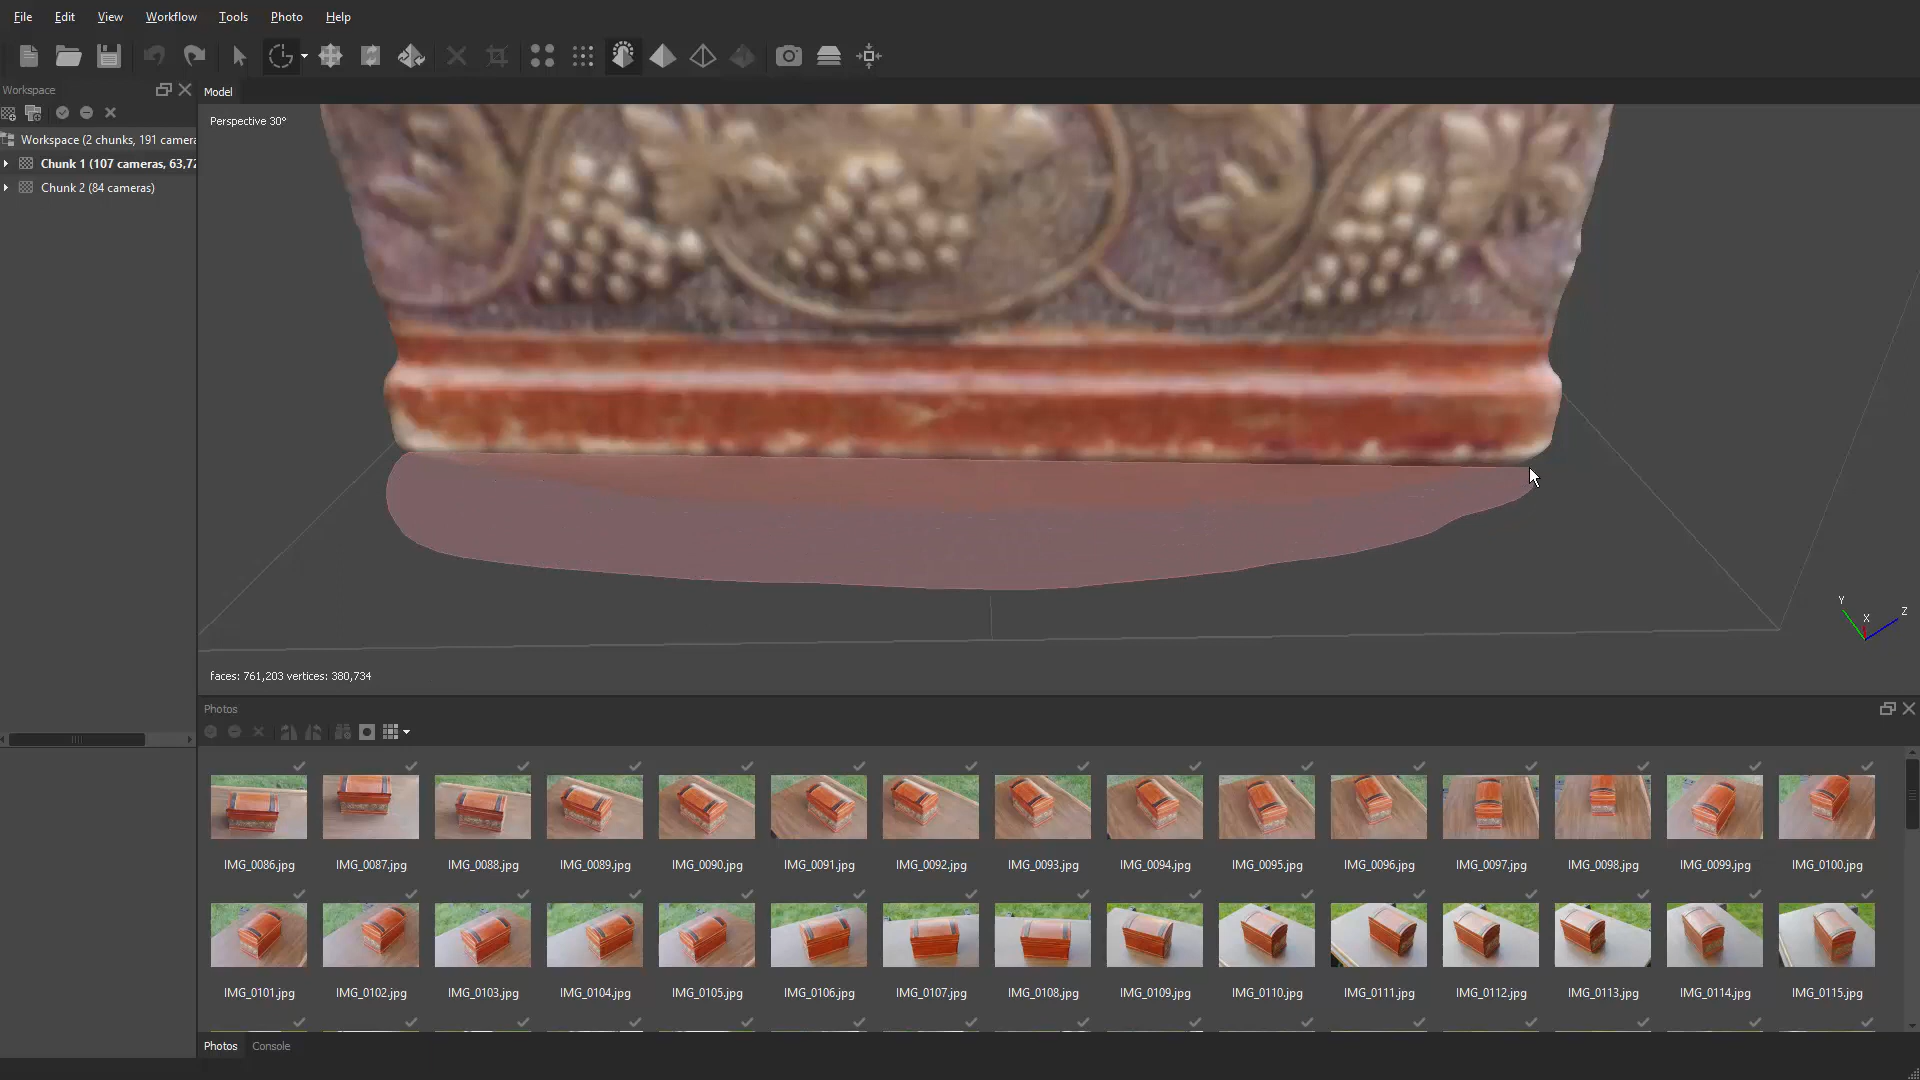 File Edit View Workflow Tools Photo Help
Workspace
Model
Perspective 30°
Workspace (2 chunks, 191 camera
Chunk 1 (107 cameras, 63,72
Chunk 2 (84 cameras)
Y
X
Z
faces: 761,203 vertices: 380,734
Photos
IMG_0086.jpg IMG_0087.jpg IMG_0088.jpg IMG_0089.jpg IMG_0090.jpg IMG_0091.jpg IMG_0092.jpg IMG_0093.jpg IMG_0094.jpg IMG_0095.jpg IMG_0096.jpg IMG_0097.jpg IMG_0098.jpg IMG_0099.jpg IMG_0100.jpg
IMG_0101.jpg IMG_0102.jpg IMG_0103.jpg IMG_0104.jpg IMG_0105.jpg IMG_0106.jpg IMG_0107.jpg IMG_0108.jpg IMG_0109.jpg IMG_0110.jpg IMG_0111.jpg IMG_0112.jpg IMG_0113.jpg IMG_0114.jpg IMG_0115.jpg
Photos Console